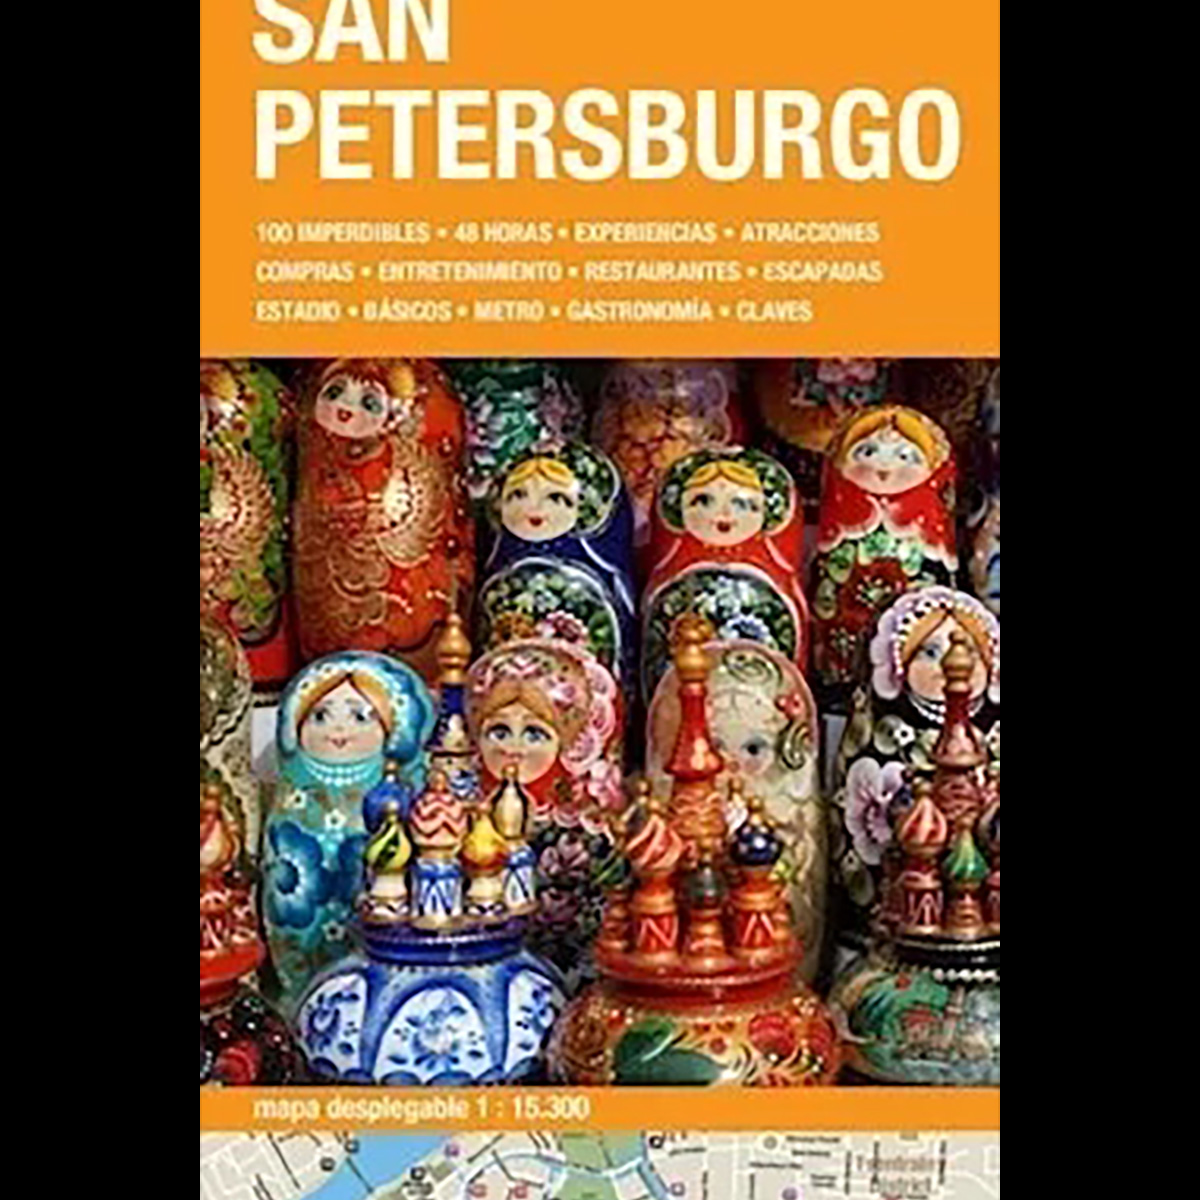 SAN
PETERSBURGO
100 IMPERDIBLES • 48 HORAS • EXPERIENCIAS • ATRACCIONES
COMPRAS • ENTRETENIMIENTO • RESTAURANTES • ESCAPADAS
ESTADIO • BÁSICOS • METRO • GASTRONOMÍA • CLAVES
mapa desplegable 1 : 15.300
District